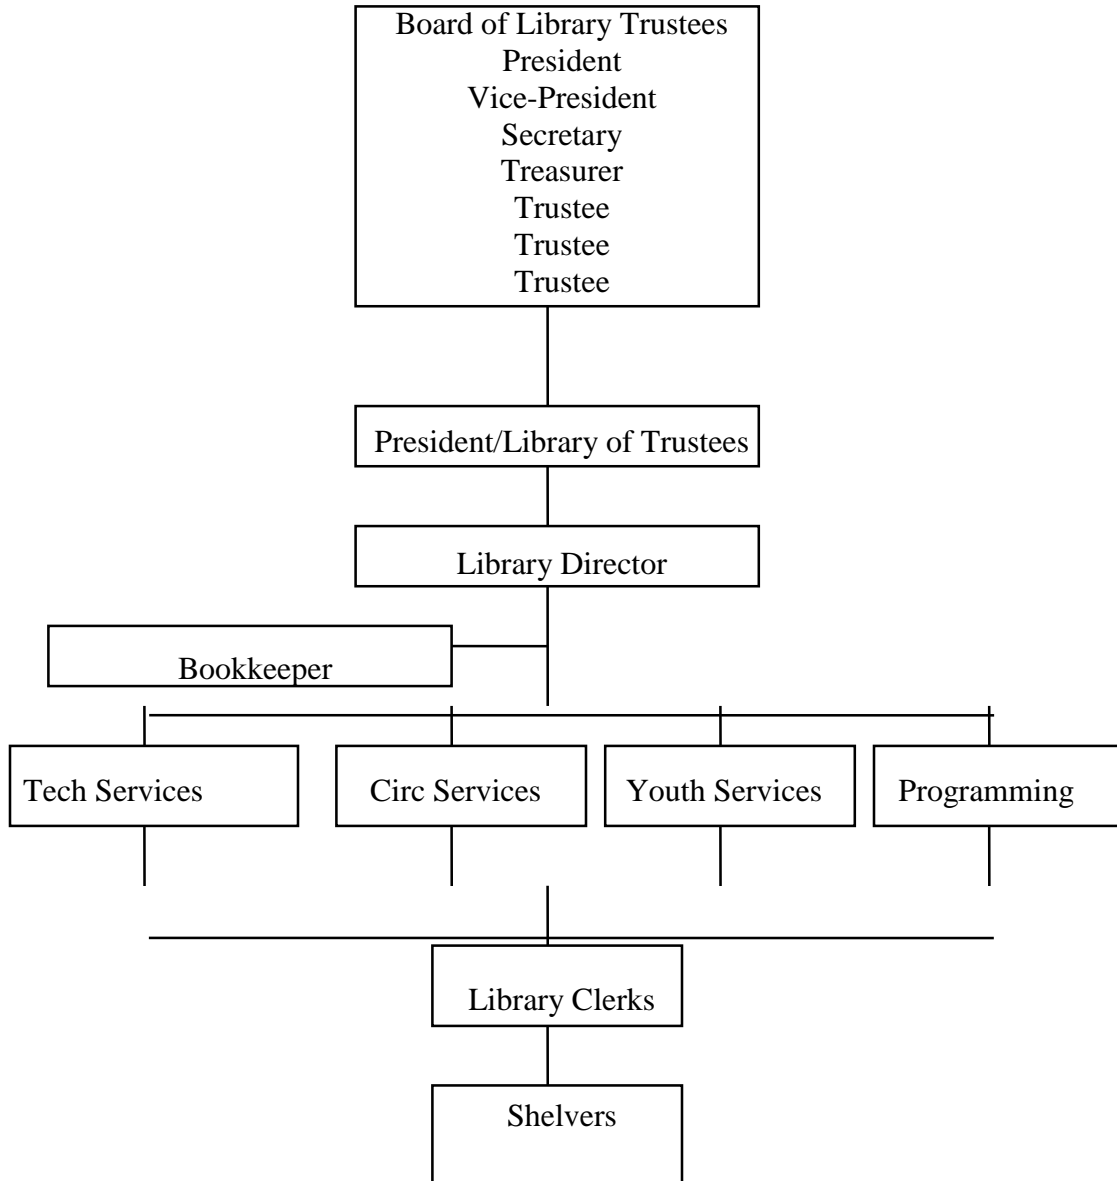 Board of Library Trustees
President
Vice-President
Secretary
Treasurer
Trustee
Trustee
Trustee
President/Library of Trustees
Library Director
Bookkeeper
Tech Services
Circ Services
Youth Services
Programming
Library Clerks
Shelvers